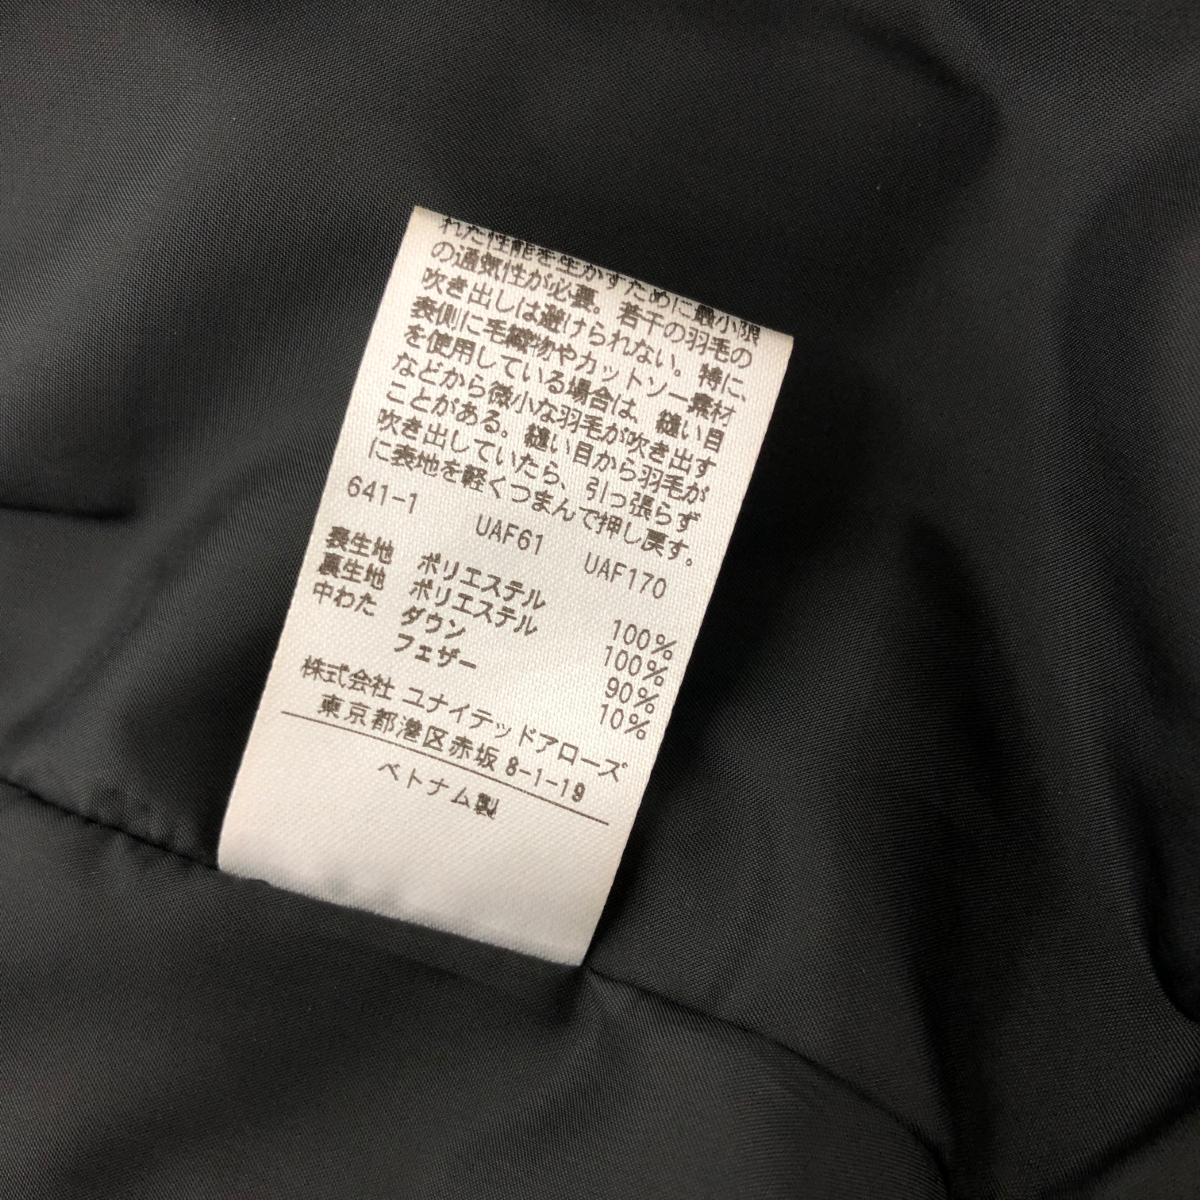 れた性能を生かすために最小限
の通気性が必要。若干の羽毛の
吹き出しは避けられない。特に、
表側に毛織物やカットソー素材
を使用している場合は、縫い目
などから微小な羽毛が吹き出す
ことがある。縫い目から羽毛が
吹き出していたら、引っ張らず
に表地を軽くつまんで押し戻す。
641-1 UAF61 UAF170
表生地 ポリエステル 100%
裏生地 ポリエステル 100%
中わた ダウン 90%
フェザー 10%
株式会社 ユナイテッドアローズ
東京都港区赤坂 8-1-19
ベトナム製